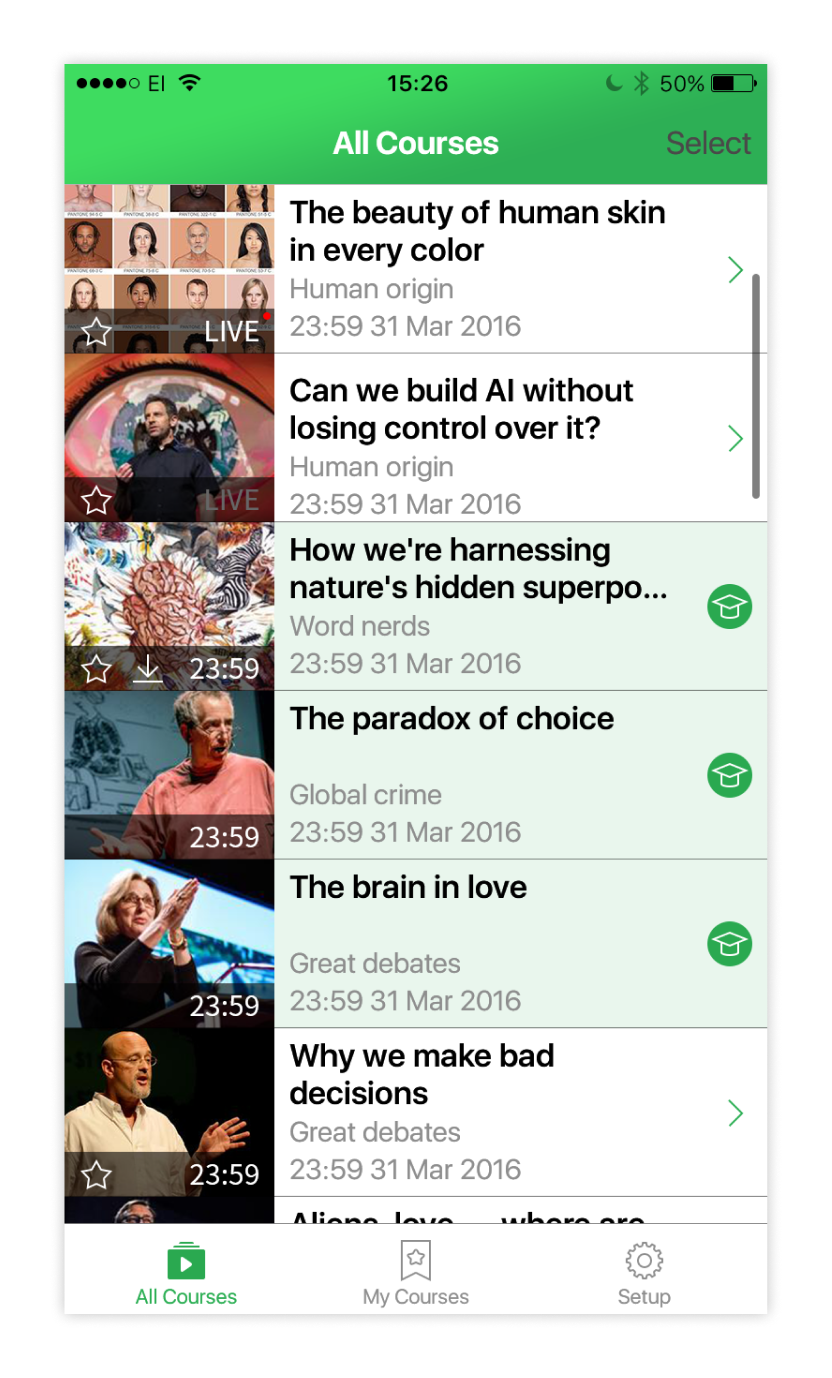 EI 15:26 50%
All Courses Select
The beauty of human skin
in every color
Human origin
LIVE 23:59 31 Mar 2016
Can we build AI without
losing control over it?
Human origin
LIVE 23:59 31 Mar 2016
How we're harnessing
nature's hidden superpo...
Word nerds
23:59 23:59 31 Mar 2016
The paradox of choice
Global crime
23:59 23:59 31 Mar 2016
The brain in love
Great debates
23:59 23:59 31 Mar 2016
Why we make bad
decisions
Great debates
23:59 23:59 31 Mar 2016
Aliens, love
where are
All Courses My Courses Setup